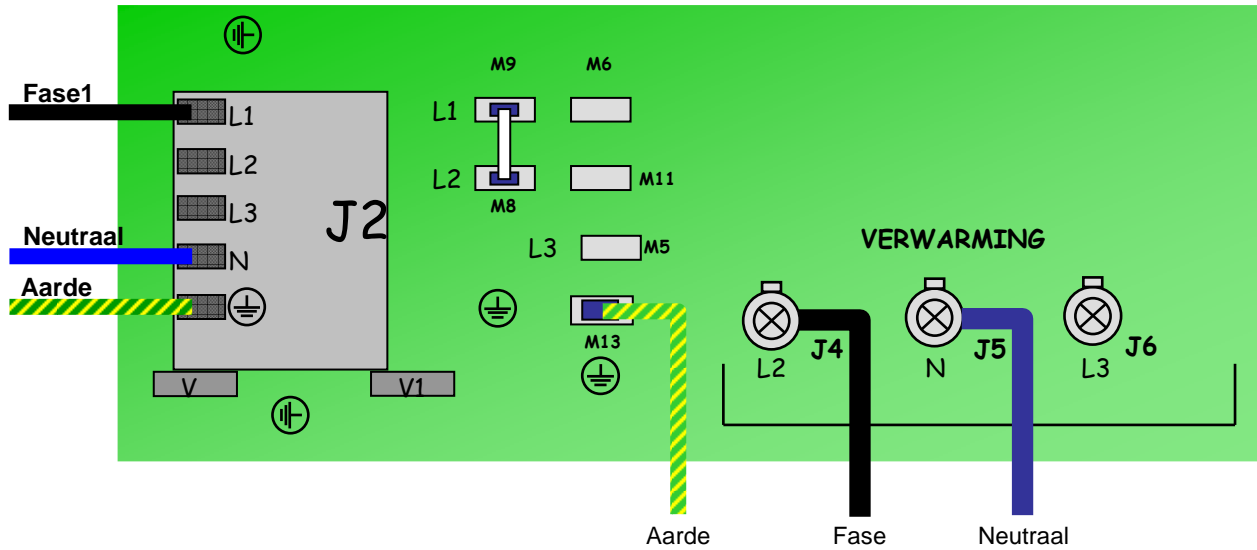 M9
M6
Fase1
L1
L1
L2
L2
M11
M8
L3
J2
Neutraal
N
L3
M5
VERWARMING
Aarde
M13
J4
J5
J6
L2
N
L3
V
V1
Aarde
Fase
Neutraal